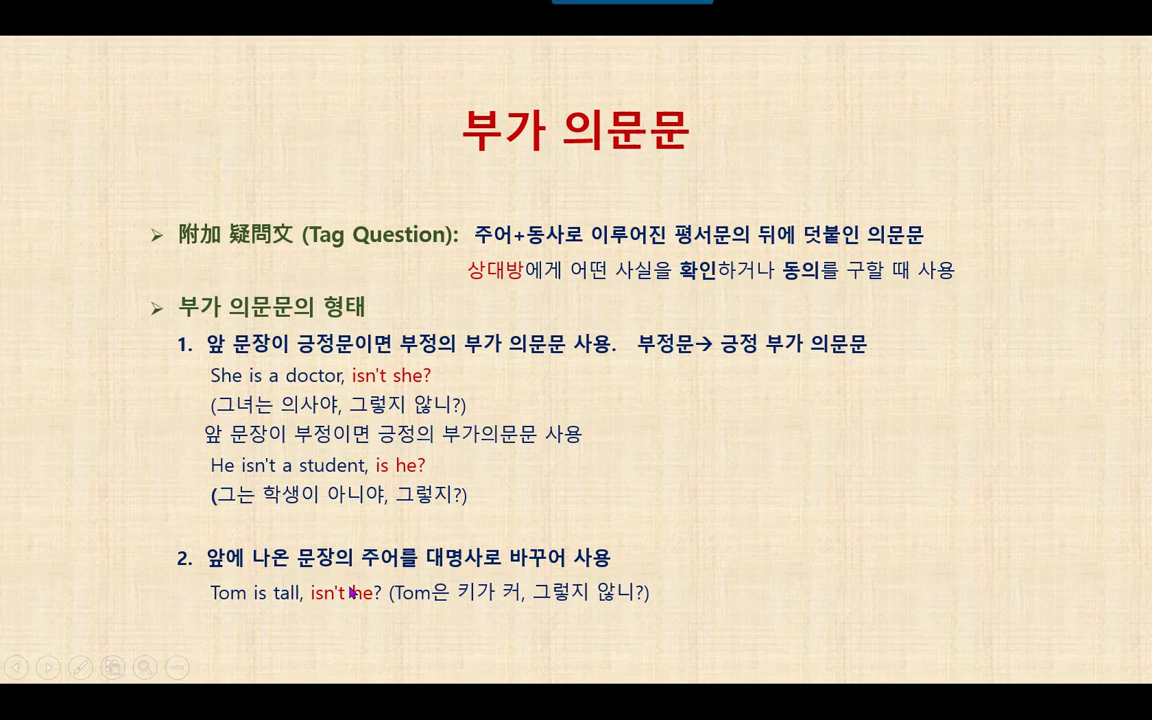 부가 의문문
附加 疑問文 (Tag Question): 주어+동사로 이루어진 평서문의 뒤에 덧붙인 의문문
상대방에게 어떤 사실을 확인하거나 동의를 구할 때 사용
부가 의문문의 형태
1. 앞 문장이 긍정문이면 부정의 부가 의문문 사용. 부정문→ 긍정 부가 의문문
She is a doctor, isn't she?
(그녀는 의사야, 그렇지 않니?)
앞 문장이 부정이면 긍정의 부가의문문 사용
He isn't a student, is he?
(그는 학생이 아니야, 그렇지?)
2. 앞에 나온 문장의 주어를 대명사로 바꾸어 사용
Tom is tall, isn't he? (Tom은 키가 커, 그렇지 않니?)